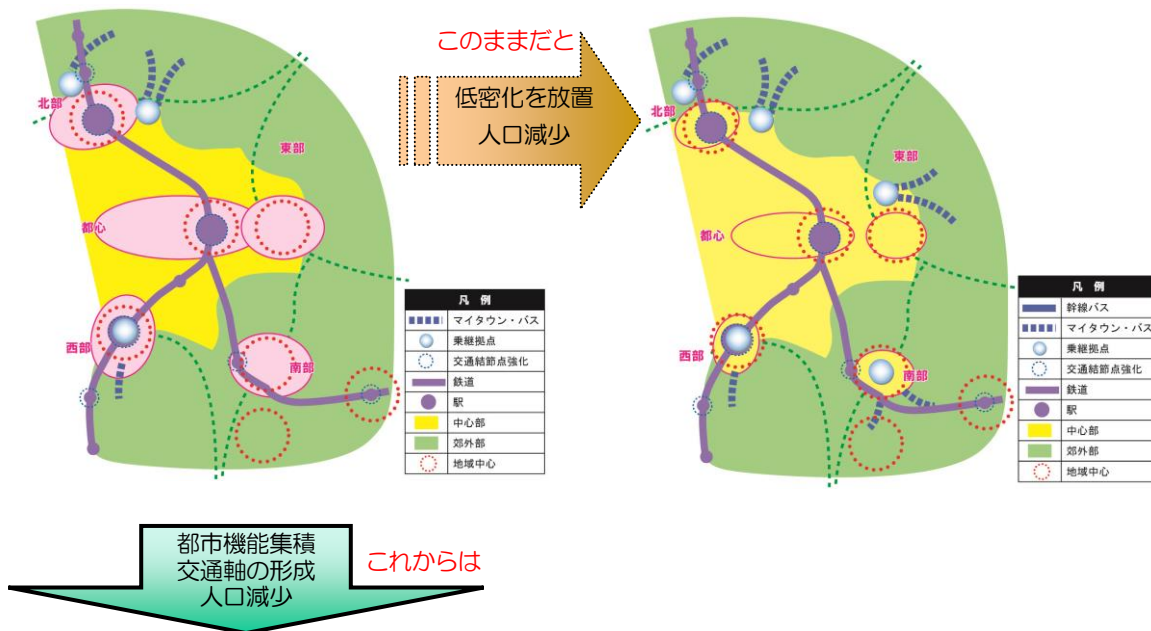 このままだと
低密化を放置
人口減少
北部
東部
都心
西部
南部
凡 例
マイタウン・バス
乗継拠点
交通結節点強化
鉄道
駅
中心部
郊外部
地域中心
北部
東部
都心
西部
南部
凡 例
幹線バス
マイタウン・バス
乗継拠点
交通結節点強化
鉄道
駅
中心部
郊外部
地域中心
都市機能集積
交通軸の形成
人口減少
これからは